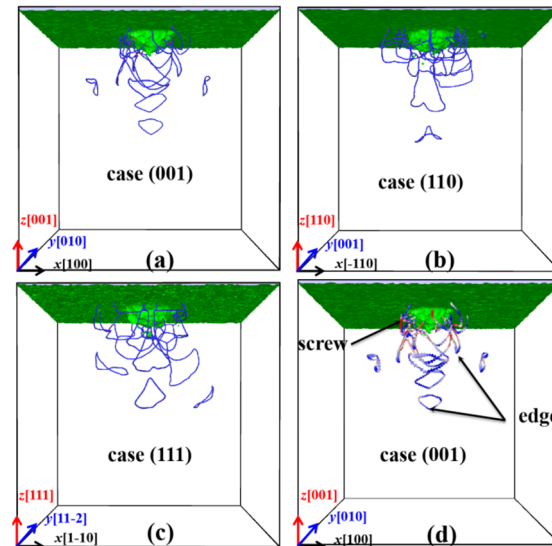 case (001)
z[001]
y[010]
x[100]
(a)
case (110)
z[110]
y[001]
x[-110]
(b)
case (111)
z[111]
y[11-2]
x[1-10]
(c)
screw
edge
case (001)
z[001]
y[010]
x[100]
(d)